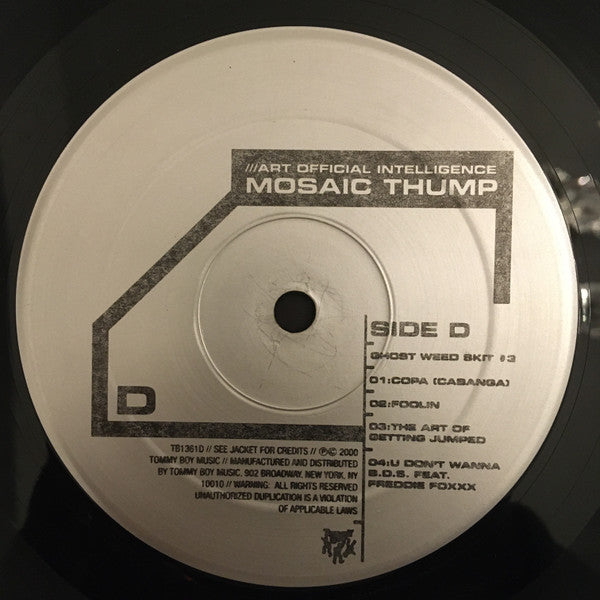 ///ART OFFICIAL INTELLIGENCE
MOSAIC THUMP
SIDE D
GHOST WEED SKIT #3
01:COPA (CABANGA)
02:FOOLIN
03:THE ART OF
GETTING JUMPED
04:U DON'T WANNA
B.D.S. FEAT.
FREDDIE FOXXX
D
TB1361D // SEE JACKET FOR CREDITS // ℗© 2000
TOMMY BOY MUSIC // MANUFACTURED AND DISTRIBUTED
BY TOMMY BOY MUSIC, 902 BROADWAY, NEW YORK, NY
10010 // WARNING: ALL RIGHTS RESERVED
UNAUTHORIZED DUPLICATION IS A VIOLATION
OF APPLICABLE LAWS